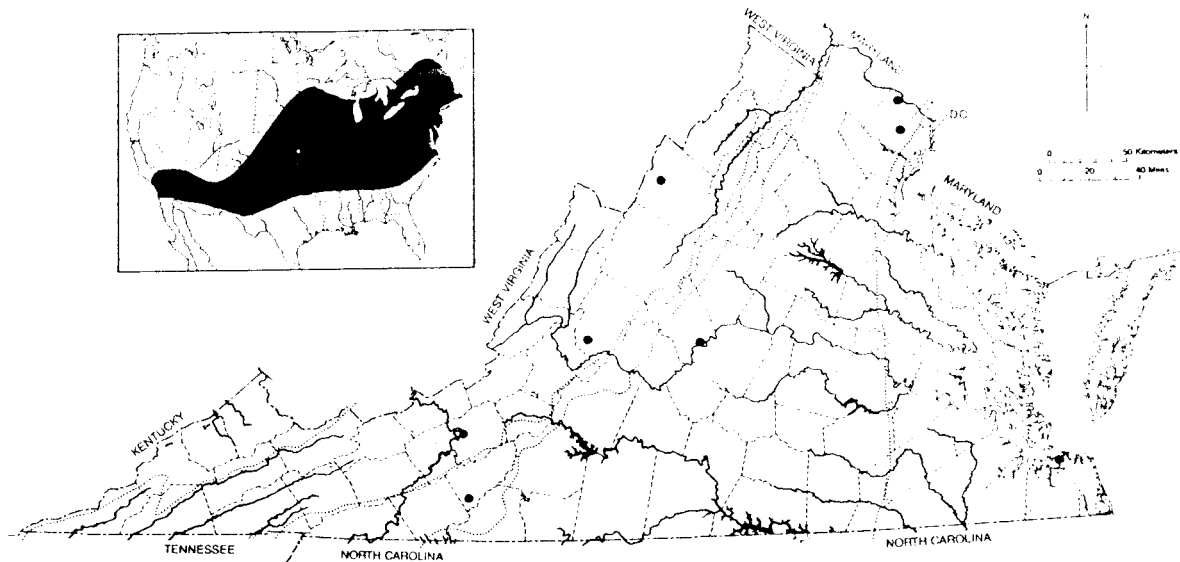 WEST VIRGINIA
MARYLAND
N
DC
0 50 Kilometers
0 20 40 Miles
MARYLAND
WEST VIRGINIA
KENTUCKY
TENNESSEE
NORTH CAROLINA
NORTH CAROLINA